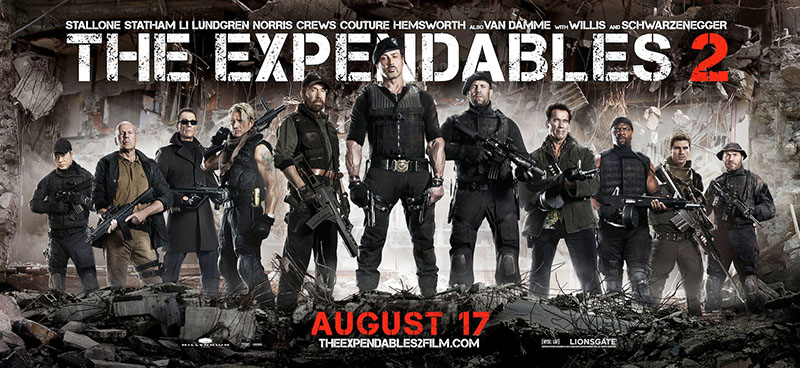 STALLONE STATHAM LI LUNDGREN NORRIS CREWS COUTURE HEMSWORTH ALSO VAN DAMME WITH WILLIS AND SCHWARZENEGGER
THE EXPENDABLES 2
AUGUST 17
THEEXPENDABLES2FILM.COM
MILLENNIUM
LIONSGATE